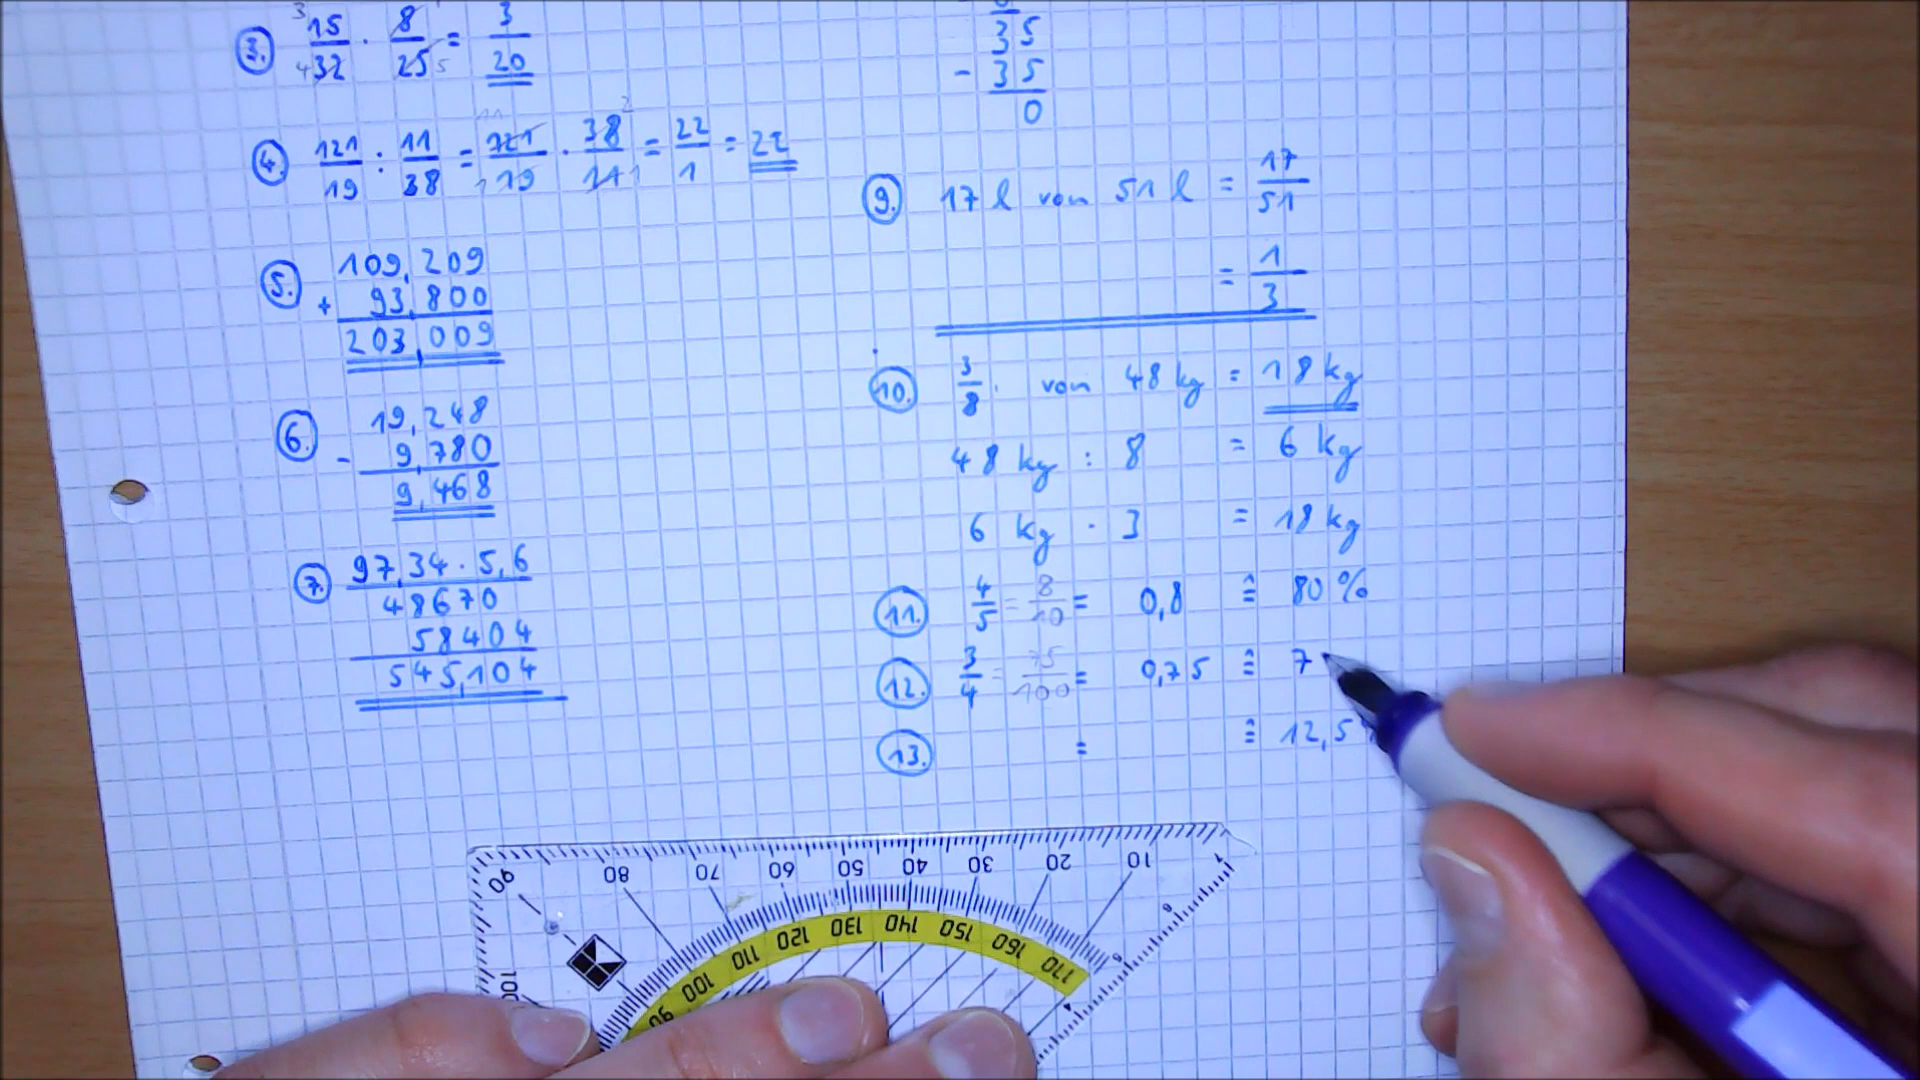 3. 15/32 · 8/25 = 3/20
4. 121/19 : 11/38 = 121/19 · 38/11 = 22/1 = 22
5. 109,209
+ 93,800
203,009
6. 19,248
- 9,780
9,468
7. 97,34 · 5,6
48670
58404
545,104
35
- 35
0
9. 17 l von 51 l = 17/51
= 1/3
10. 3/8 von 48 kg = 18 kg
48 kg : 8 = 6 kg
6 kg · 3 = 18 kg
11. 4/5 = 8/10 = 0,8 ≙ 80 %
12. 3/4 = 75/100 = 0,75 ≙ 7
13. = ≙ 12,5
80 70 60 50 40 30 20 10
90 100 110 120 130 140 150 160 170